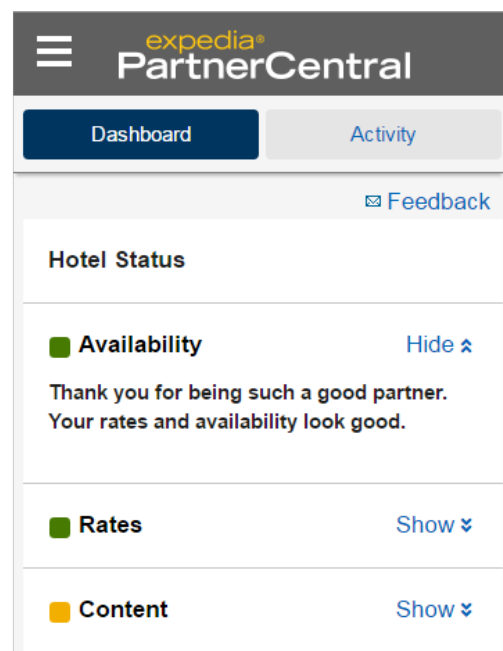 expedia®
PartnerCentral
Dashboard
Activity
Feedback
Hotel Status
Availability
Hide
Thank you for being such a good partner.
Your rates and availability look good.
Rates
Show
Content
Show